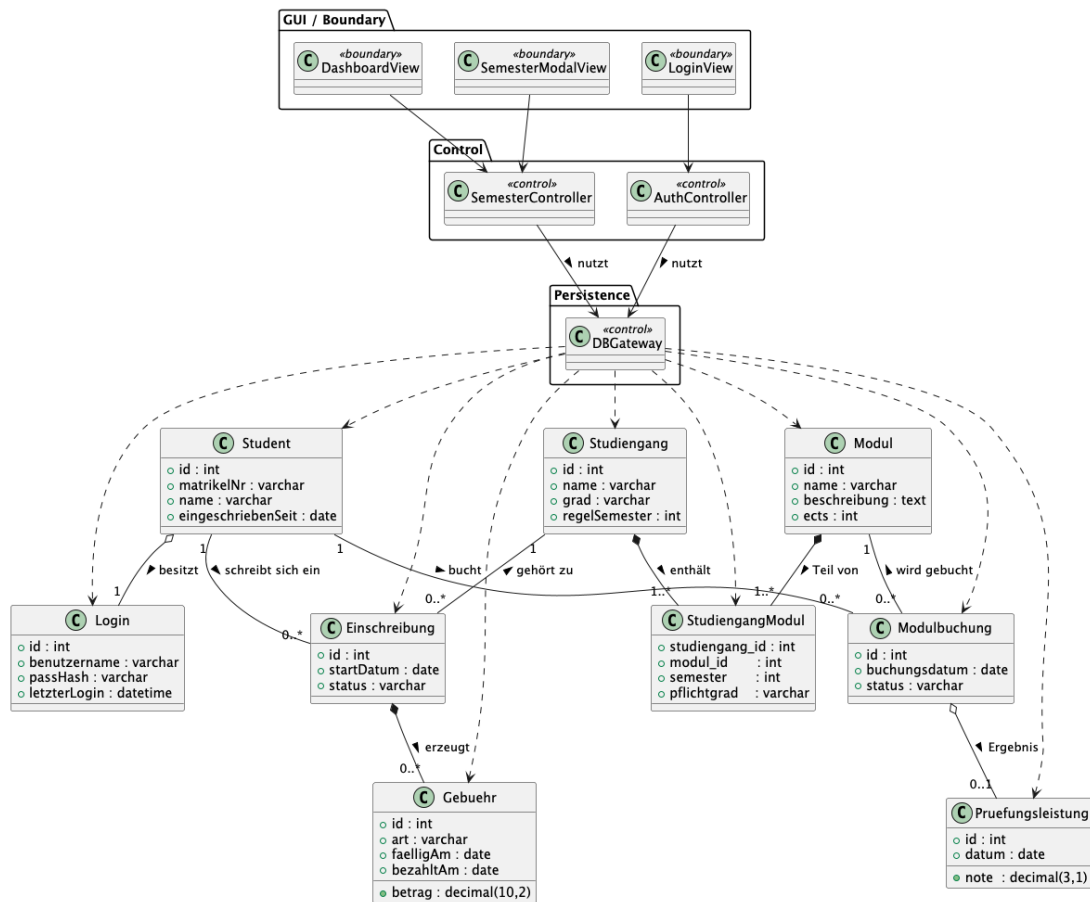 GUI / Boundary
«boundary»
DashboardView
«boundary»
SemesterModalView
«boundary»
LoginView
Control
«control»
SemesterController
«control»
AuthController
nutzt
nutzt
Persistence
«control»
DBGateway
Student
id : int
matrikelNr : varchar
name : varchar
eingeschriebenSeit : date
Studiengang
id : int
name : varchar
grad : varchar
regelSemester : int
Modul
id : int
name : varchar
beschreibung : text
ects : int
1
1
1
1
besitzt
schreibt sich ein
bucht
gehört zu
enthält
Teil von
wird gebucht
1
0..*
0..*
1..*
1..*
0..*
0..*
Login
id : int
benutzername : varchar
passHash : varchar
letzterLogin : datetime
Einschreibung
id : int
startDatum : date
status : varchar
StudiengangModul
studiengang_id : int
modul_id : int
semester : int
pflichtgrad : varchar
Modulbuchung
id : int
buchungsdatum : date
status : varchar
erzeugt
0..*
Ergebnis
0..1
Gebuehr
id : int
art : varchar
faelligAm : date
bezahltAm : date
betrag : decimal(10,2)
Pruefungsleistung
id : int
datum : date
note : decimal(3,1)